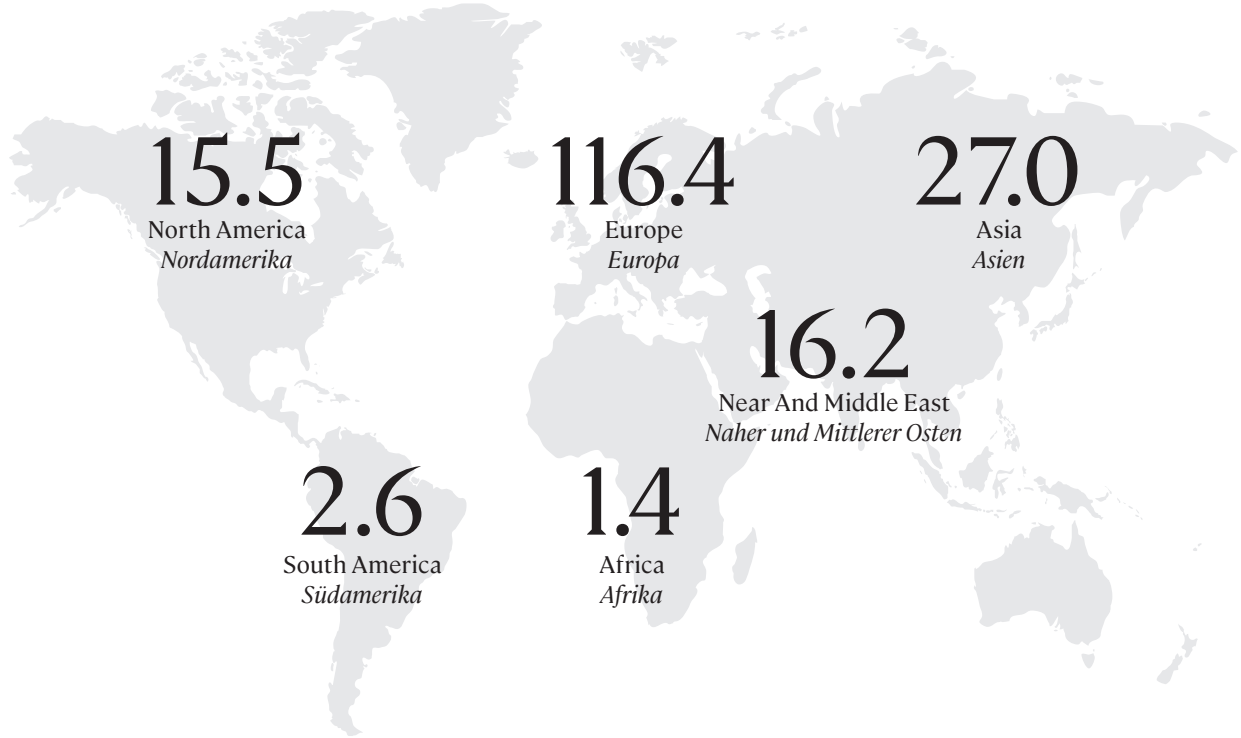 15.5
North America
Nordamerika
116.4
Europe
Europa
27.0
Asia
Asien
16.2
Near And Middle East
Naher und Mittlerer Osten
2.6
South America
Südamerika
1.4
Africa
Afrika